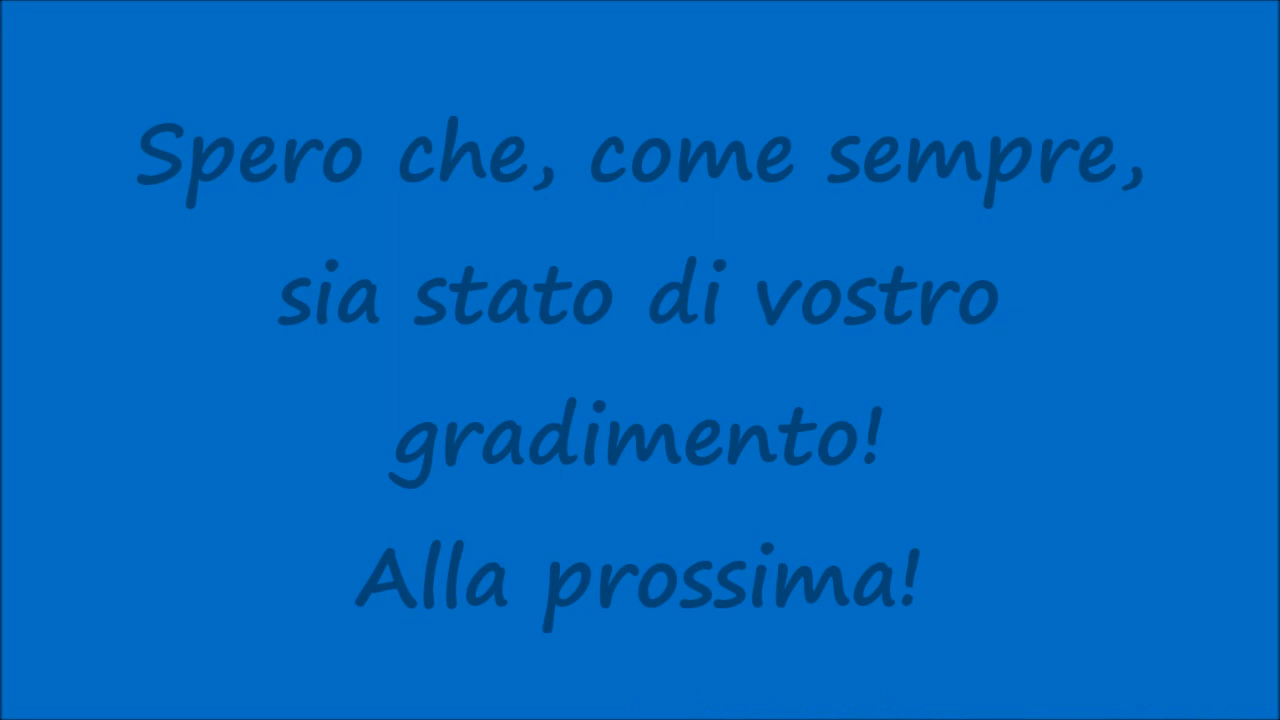 Spero che, come sempre,
sia stato di vostro
gradimento!
Alla prossima!